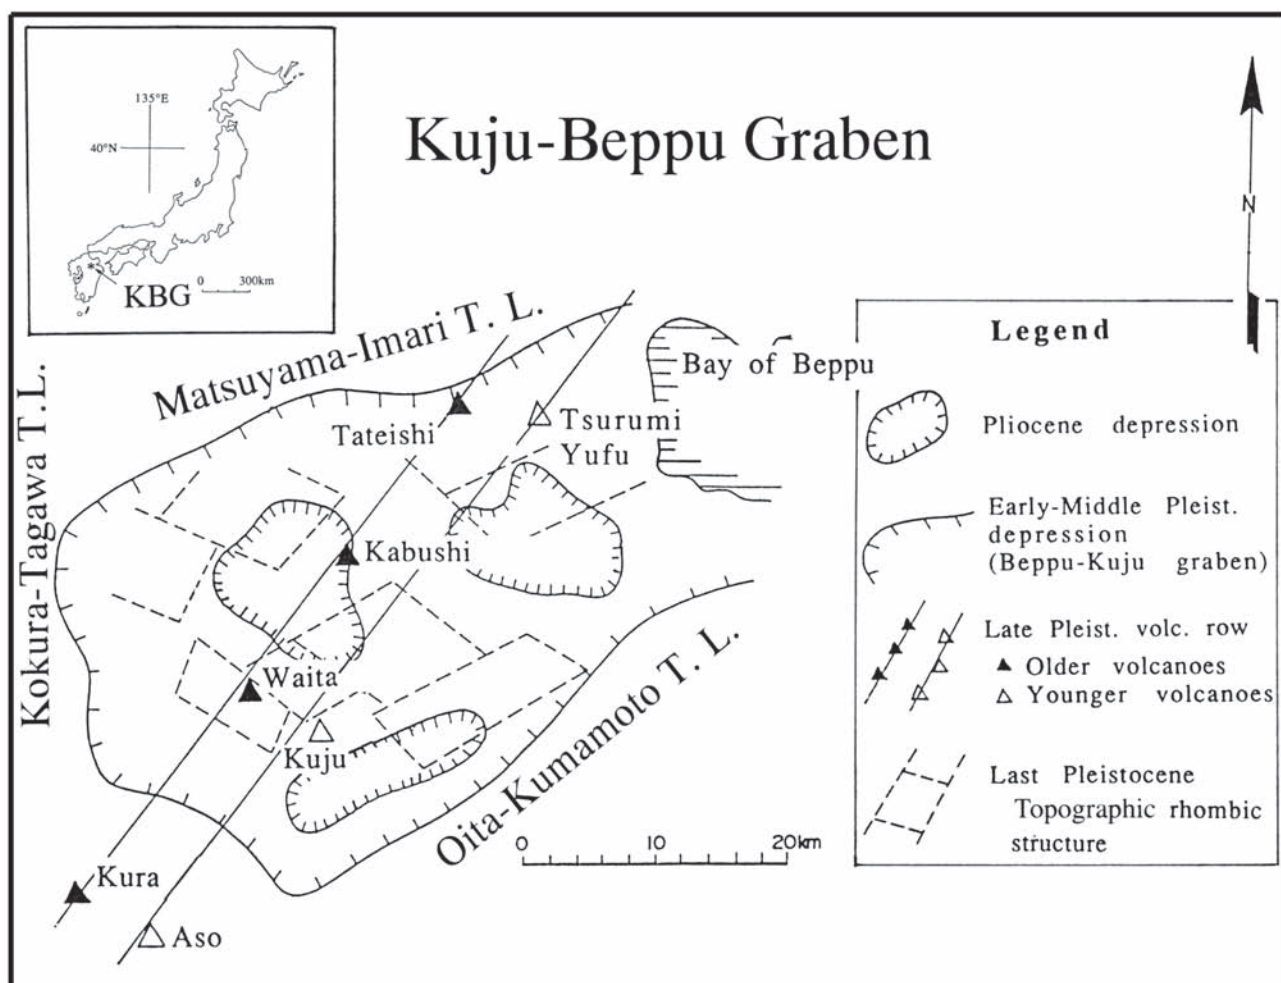 Kuju-Beppu Graben
135°E
40°N
KBG
0 300km
N
Matsuyama-Imari T. L.
Kokura-Tagawa T.L.
Oita-Kumamoto T. L.
Bay of Beppu
Tateishi
Tsurumi
Yufu
Kabushi
Waita
Kuju
Kura
Aso
0 10 20km
Legend
Pliocene depression
Early-Middle Pleist.
depression
(Beppu-Kuju graben)
Late Pleist. volc. row
Older volcanoes
Younger volcanoes
Last Pleistocene
Topographic rhombic
structure